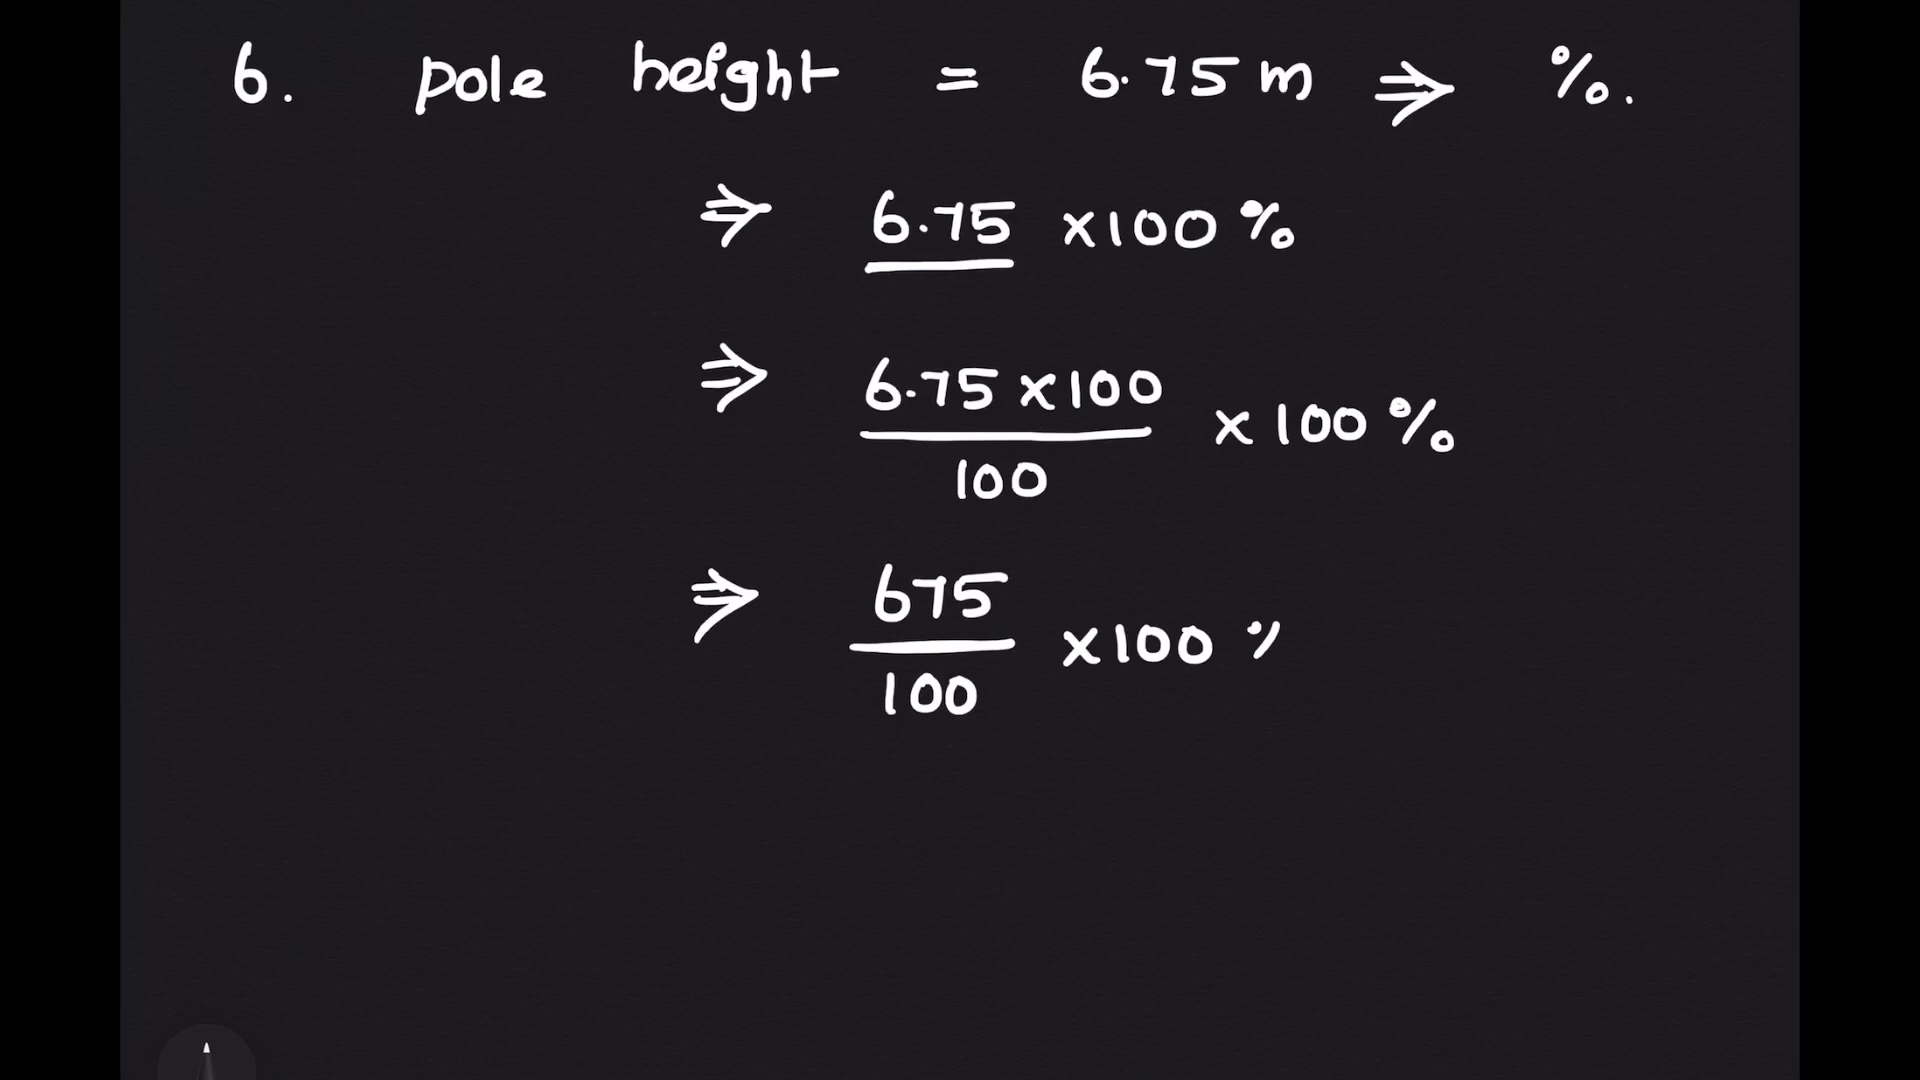 6. pole height = 6.75 m ⇒ %.
⇒ 6.75 x100 %
⇒ 6.75 x100
100
x 100 %
⇒ 675
100
x100 %